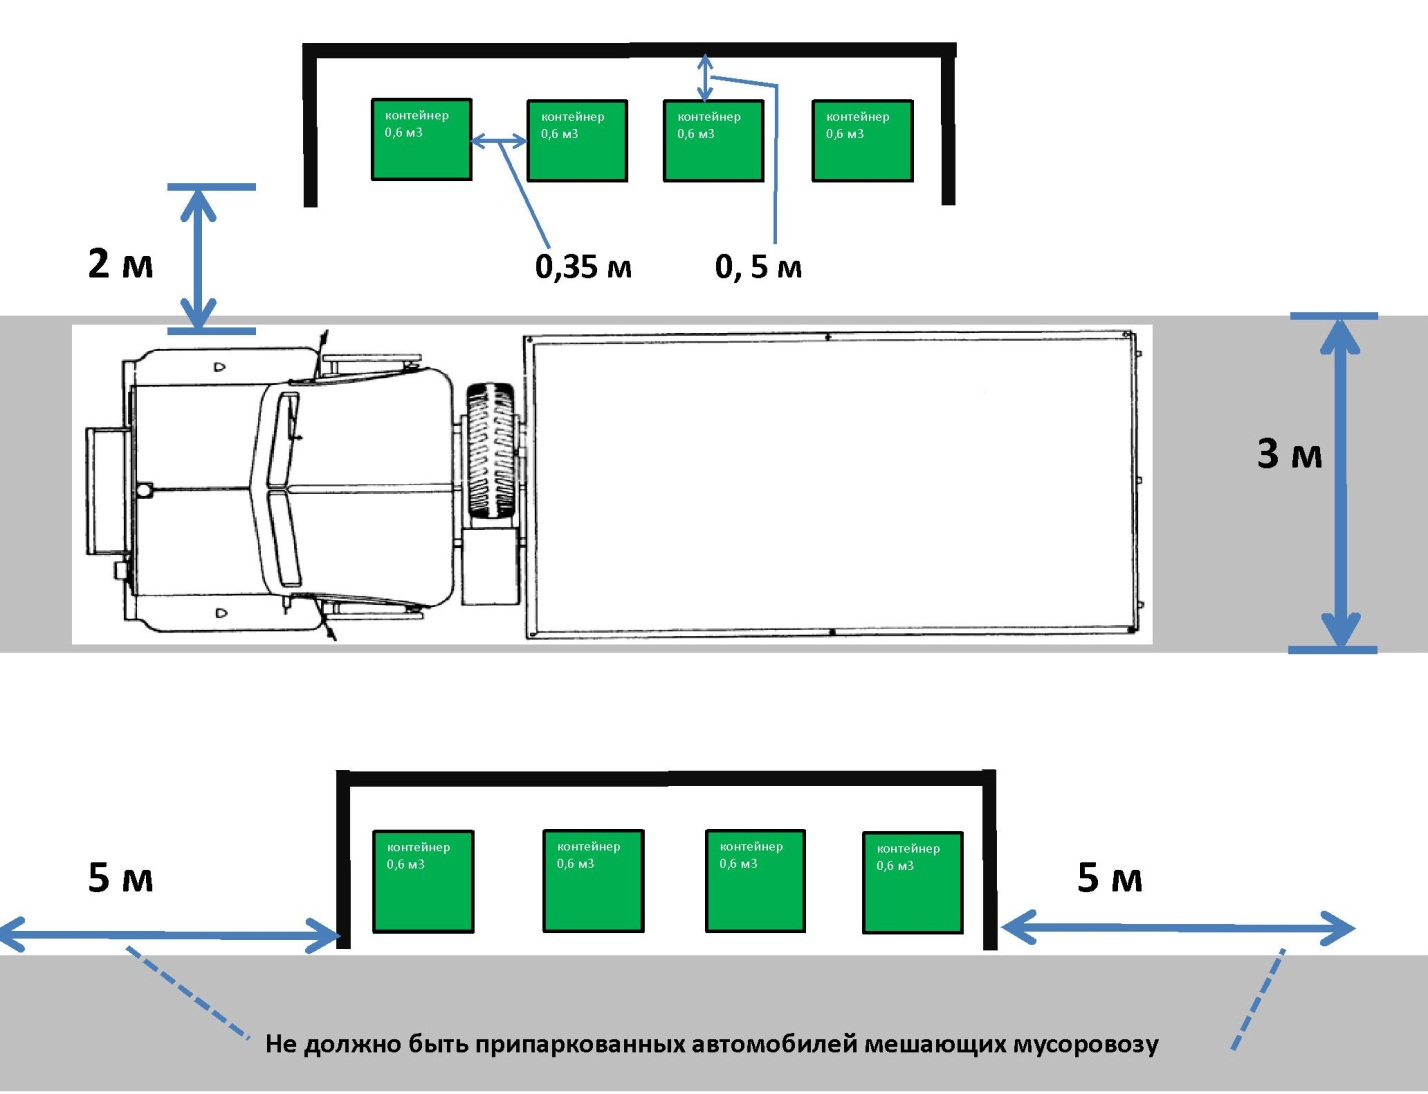 контейнер
0,6 м3
контейнер
0,6 м3
контейнер
0,6 м3
контейнер
0,6 м3
2 м
0,35 м
0, 5 м
3 м
контейнер
0,6 м3
контейнер
0,6 м3
контейнер
0,6 м3
контейнер
0,6 м3
5 м
5 м
Не должно быть припаркованных автомобилей мешающих мусоровозу